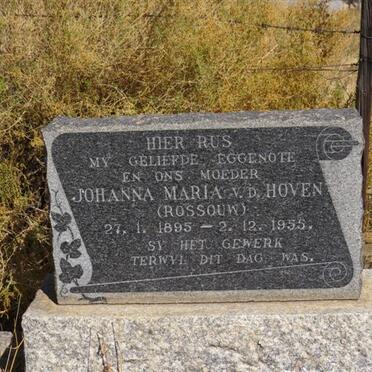 HIER RUS
MY GELIEFDE EGGENOTE
EN ONS MOEDER
JOHANNA MARIA V.D. HOVEN
(ROSSOUW)
27. 1. 1895 – 2. 12. 1955.
SY HET GEWERK
TERWYL DIT DAG WAS.